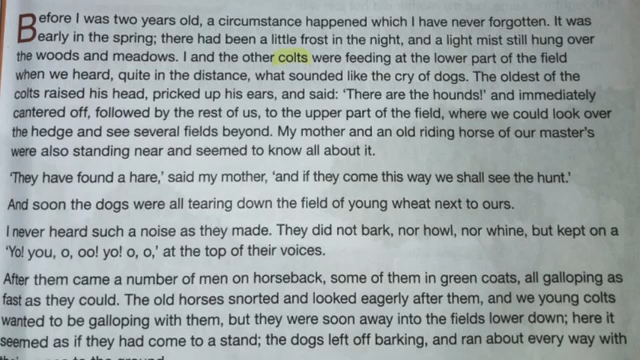 Before I was two years old, a circumstance happened which I have never forgotten. It was
early in the spring; there had been a little frost in the night, and a light mist still hung over
the woods and meadows. I and the other colts were feeding at the lower part of the field
when we heard, quite in the distance, what sounded like the cry of dogs. The oldest of the
colts raised his head, pricked up his ears, and said: ‘There are the hounds!’ and immediately
cantered off, followed by the rest of us, to the upper part of the field, where we could look over
the hedge and see several fields beyond. My mother and an old riding horse of our master's
were also standing near and seemed to know all about it.
‘They have found a hare,’ said my mother, ‘and if they come this way we shall see the hunt.’
And soon the dogs were all tearing down the field of young wheat next to ours.
I never heard such a noise as they made. They did not bark, nor howl, nor whine, but kept on a
‘Yo! you, o, oo! yo! o, o,’ at the top of their voices.
After them came a number of men on horseback, some of them in green coats, all galloping as
fast as they could. The old horses snorted and looked eagerly after them, and we young colts
wanted to be galloping with them, but they were soon away into the fields lower down; here it
seemed as if they had come to a stand; the dogs left off barking, and ran about every way with